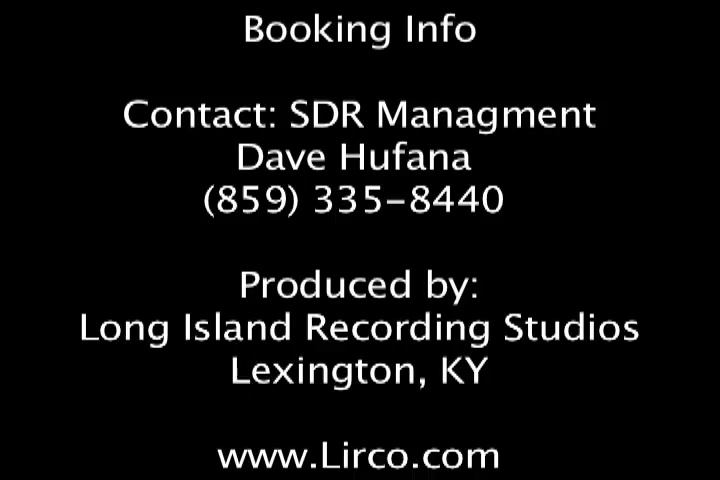 Booking Info
Contact: SDR Managment
Dave Hufana
(859) 335-8440
Produced by:
Long Island Recording Studios
Lexington, KY
www.Lirco.com